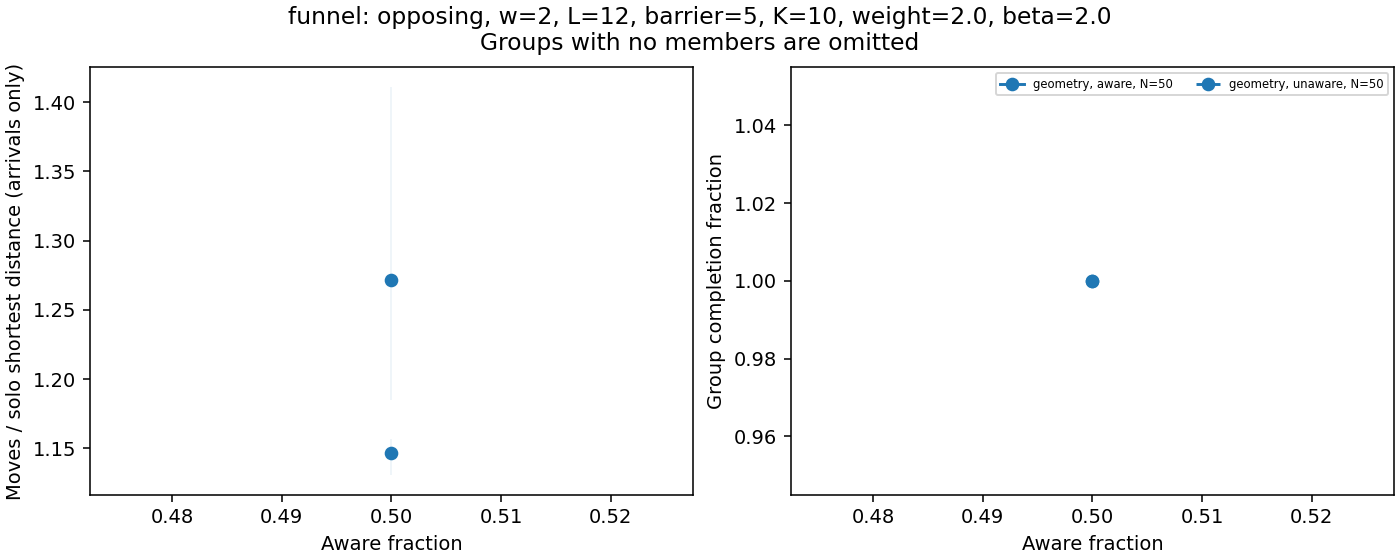 funnel: opposing, w=2, L=12, barrier=5, K=10, weight=2.0, beta=2.0
Groups with no members are omitted
Moves / solo shortest distance (arrivals only)
1.40
1.35
1.30
1.25
1.20
1.15
0.48 0.49 0.50 0.51 0.52
Aware fraction
geometry, aware, N=50 geometry, unaware, N=50
Group completion fraction
1.04
1.02
1.00
0.98
0.96
0.48 0.49 0.50 0.51 0.52
Aware fraction